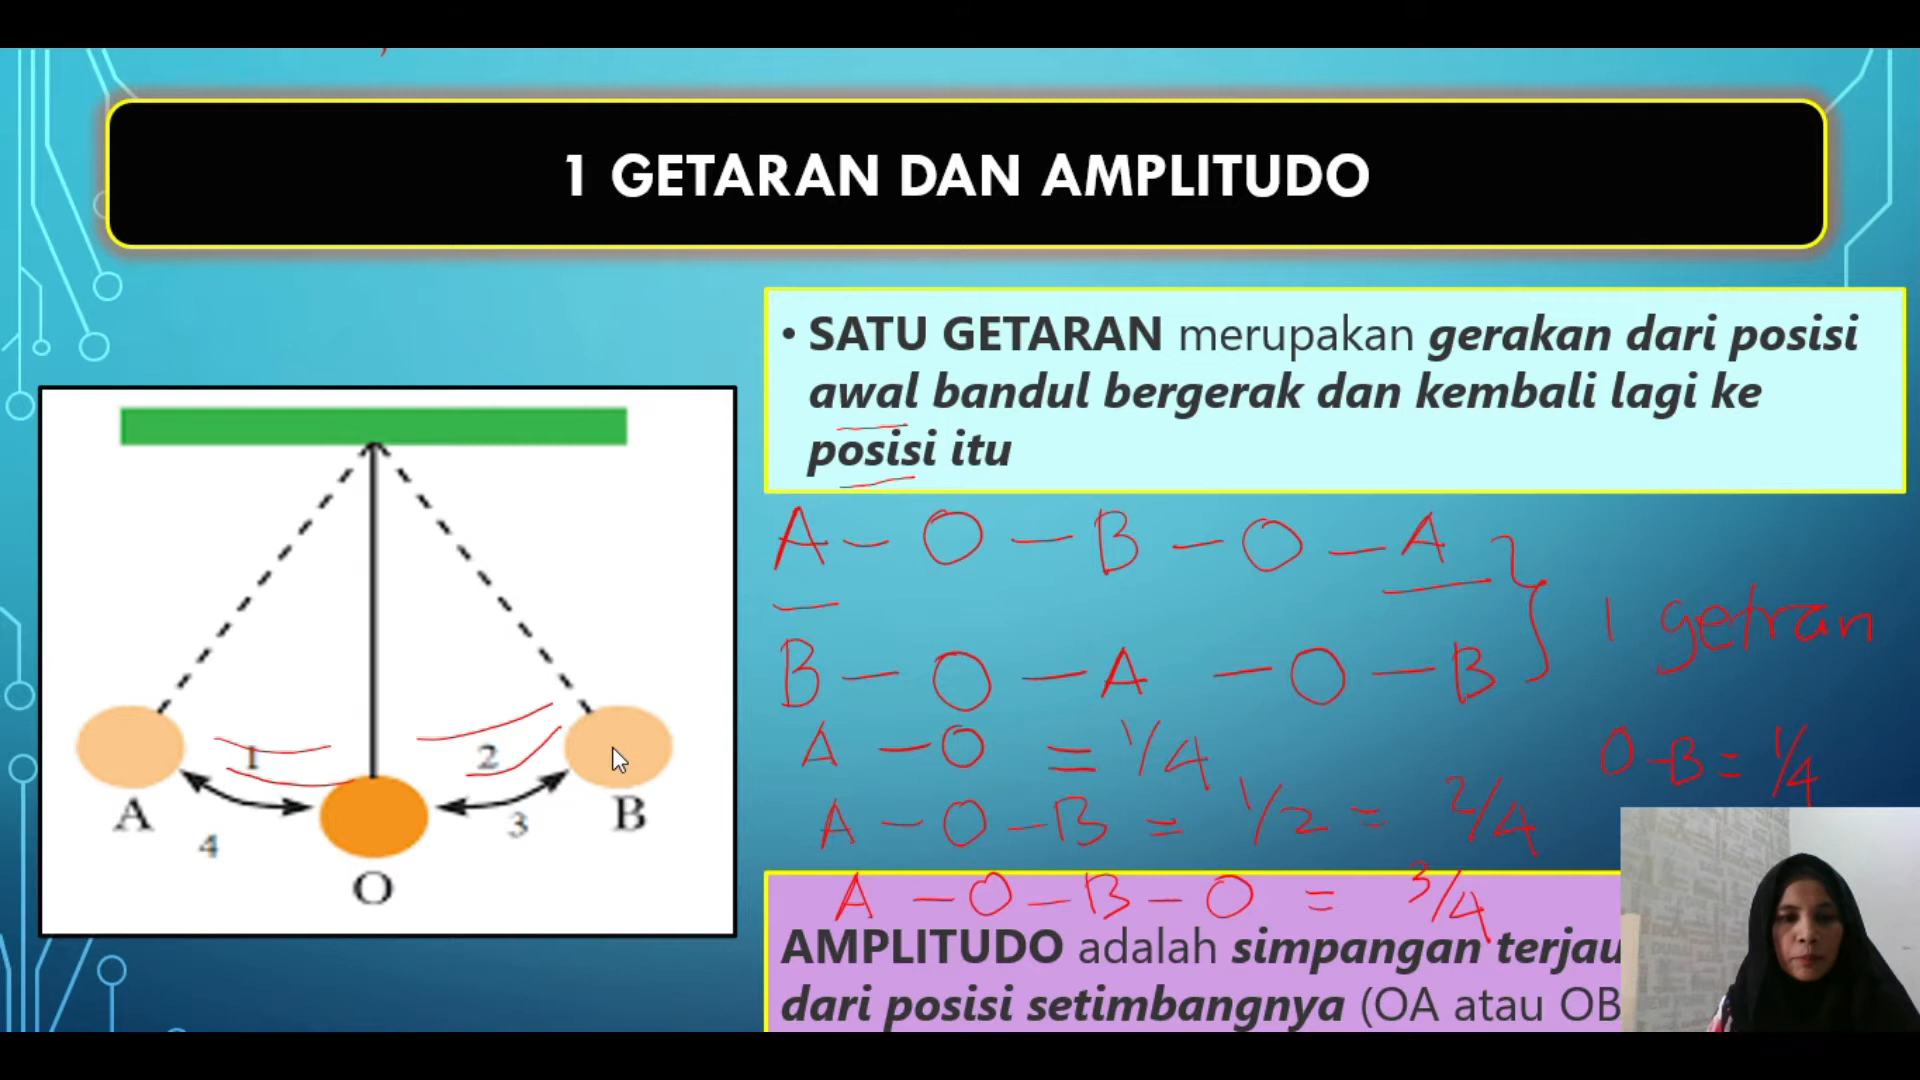 1 GETARAN DAN AMPLITUDO
• SATU GETARAN merupakan gerakan dari posisi
awal bandul bergerak dan kembali lagi ke
posisi itu
A – O – B – O – A
B – O – A – O – B
1 getran
A – O = 1/4
O – B = 1/4
A – O – B = 1/2 = 2/4
A – O – B – O = 3/4
AMPLITUDO adalah simpangan terjau
dari posisi setimbangnya (OA atau OB
1
2
A
B
4
3
O